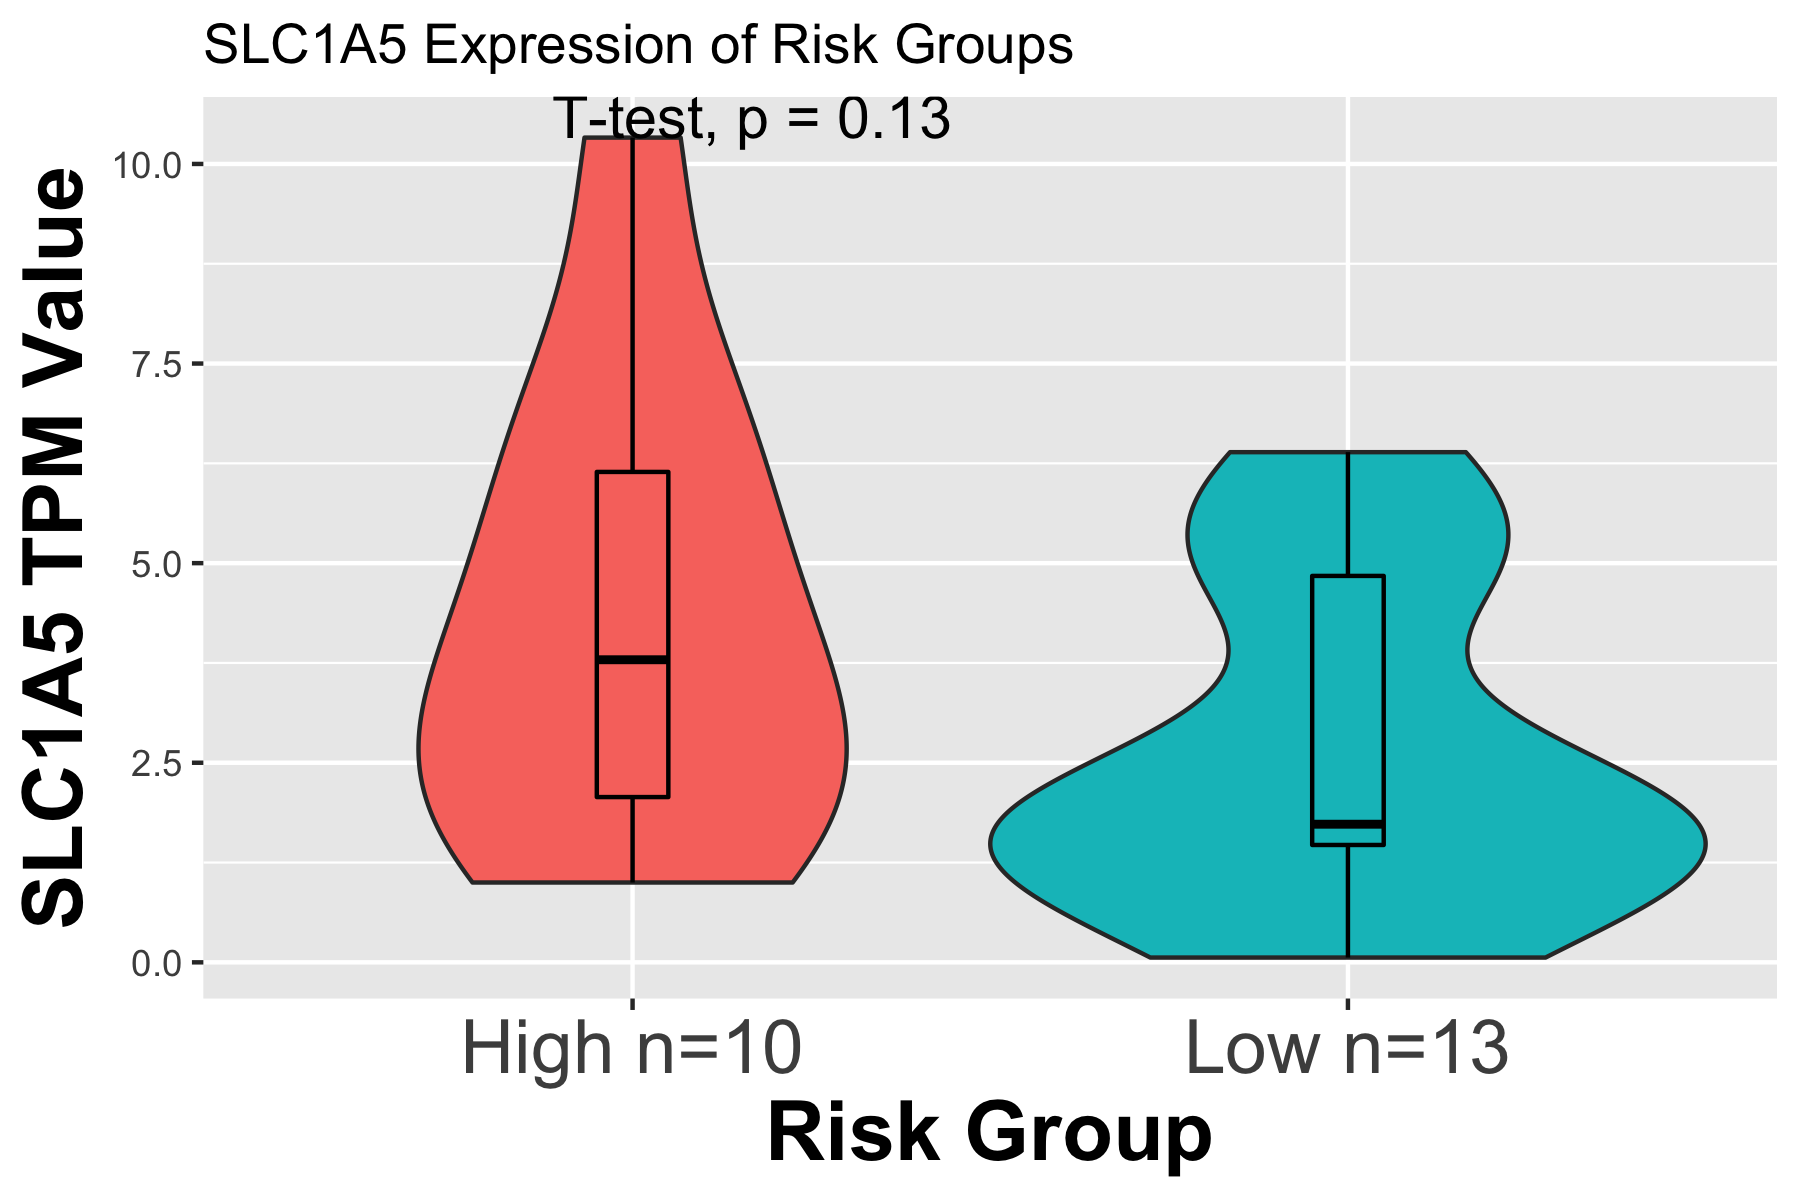 SLC1A5 Expression of Risk Groups
T-test, p = 0.13
SLC1A5 TPM Value
10.0
7.5
5.0
2.5
0.0
High n=10
Low n=13
Risk Group